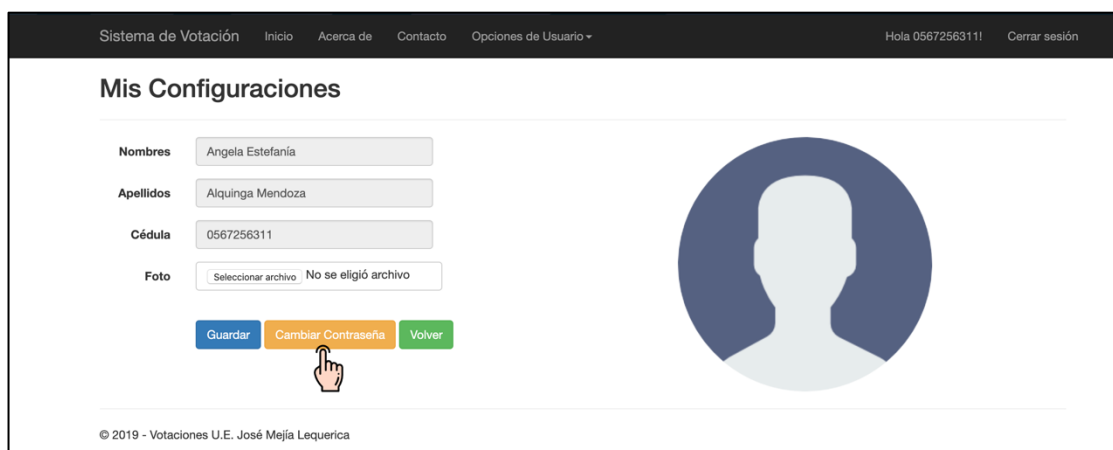 Sistema de Votación Inicio Acerca de Contacto Opciones de Usuario Hola 0567256311! Cerrar sesión
Mis Configuraciones
Nombres Angela Estefanía
Apellidos Alquinga Mendoza
Cédula 0567256311
Foto Seleccionar archivo No se eligió archivo
Guardar Cambiar Contraseña Volver
© 2019 - Votaciones U.E. José Mejía Lequerica